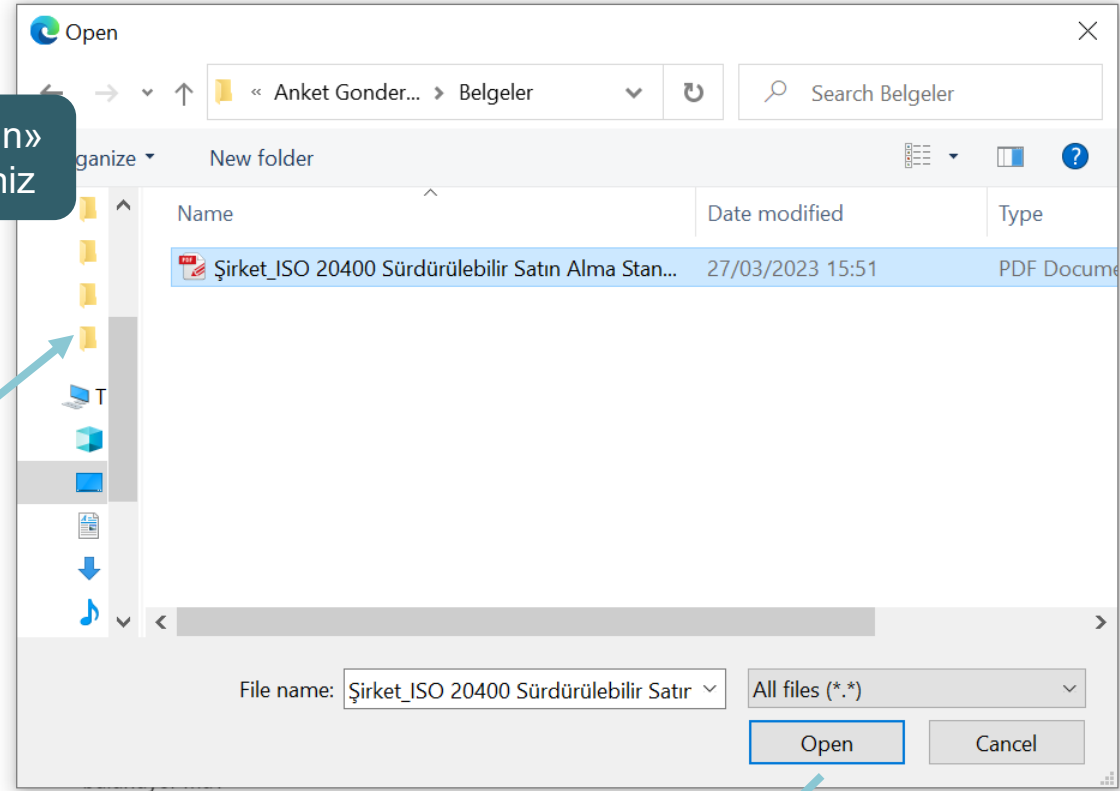 Open
« Anket Gonder... > Belgeler
Search Belgeler
n»
niz
ganize
New folder
Name
Date modified
Type
Şirket_ISO 20400 Sürdürülebilir Satın Alma Stan...
27/03/2023 15:51
PDF Docume
T
File name:
Şirket_ISO 20400 Sürdürülebilir Satır
All files (*.*)
Open
Cancel